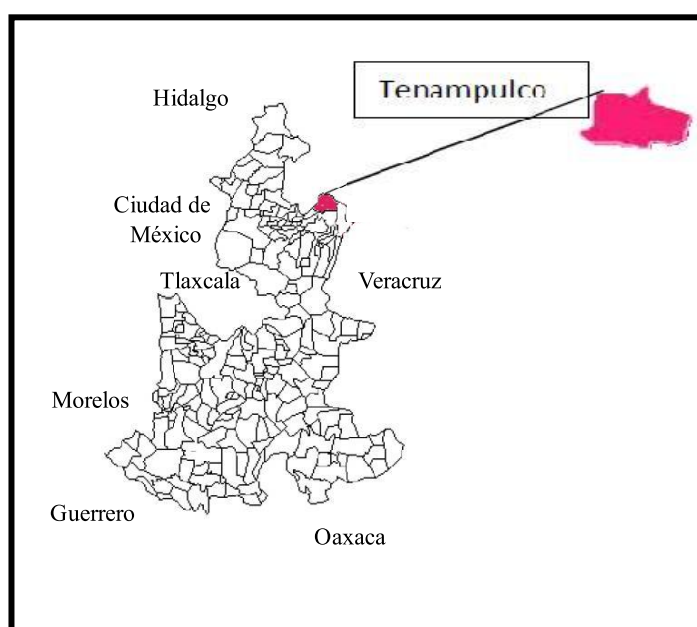 Tenampulco
Hidalgo
Ciudad de
México
Tlaxcala
Veracruz
Morelos
Guerrero
Oaxaca